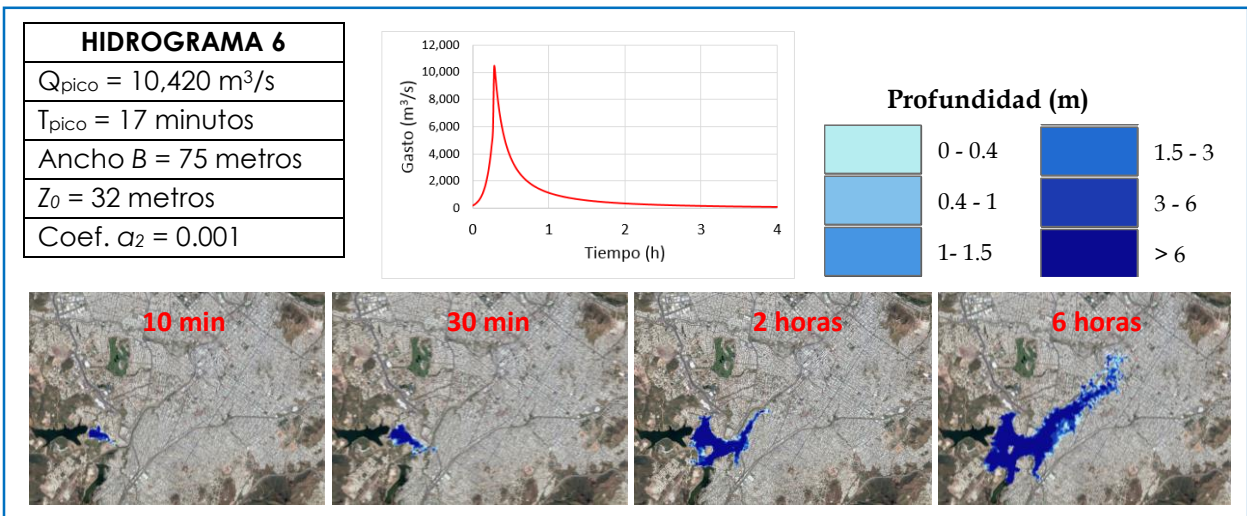 HIDROGRAMA 6
Qpico = 10,420 m³/s
Tpico = 17 minutos
Ancho B = 75 metros
Z0 = 32 metros
Coef. α2 = 0.001
12,000
10,000
8,000
6,000
4,000
2,000
0
Gasto (m³/s)
0 1 2 3 4
Tiempo (h)
Profundidad (m)
0 - 0.4
0.4 - 1
1- 1.5
1.5 - 3
3 - 6
> 6
10 min
30 min
2 horas
6 horas